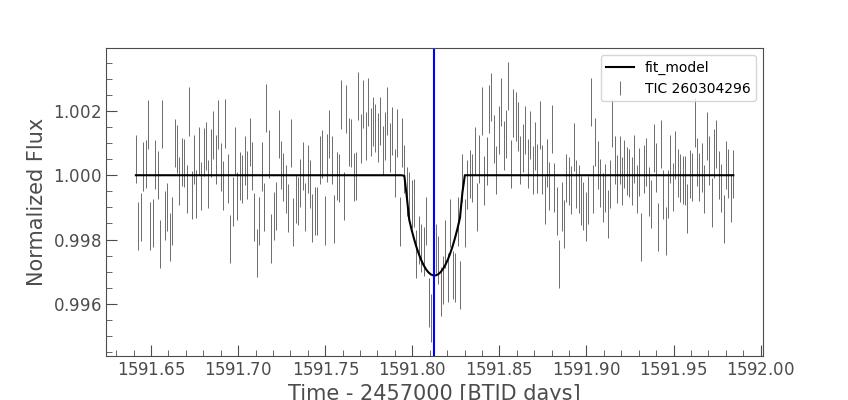 fit_model
TIC 260304296
Normalized Flux
1.002
1.000
0.998
0.996
1591.65 1591.70 1591.75 1591.80 1591.85 1591.90 1591.95 1592.00
Time - 2457000 [BTJD days]